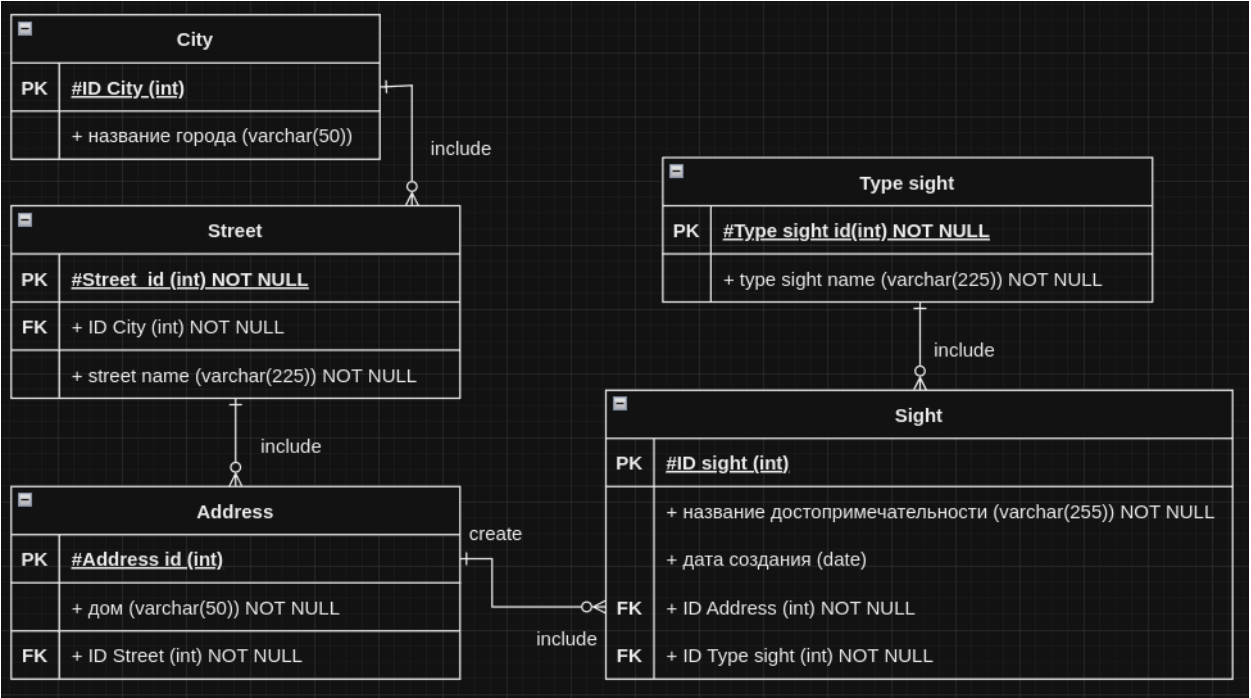 City
PK #ID City (int)
+ название города (varchar(50))
include
Street
PK #Street_id (int) NOT NULL
FK + ID City (int) NOT NULL
+ street name (varchar(225)) NOT NULL
include
Address
PK #Address id (int)
+ дом (varchar(50)) NOT NULL
FK + ID Street (int) NOT NULL
create
include
Type sight
PK #Type sight id(int) NOT NULL
+ type sight name (varchar(225)) NOT NULL
include
Sight
PK #ID sight (int)
+ название достопримечательности (varchar(255)) NOT NULL
+ дата создания (date)
FK + ID Address (int) NOT NULL
FK + ID Type sight (int) NOT NULL